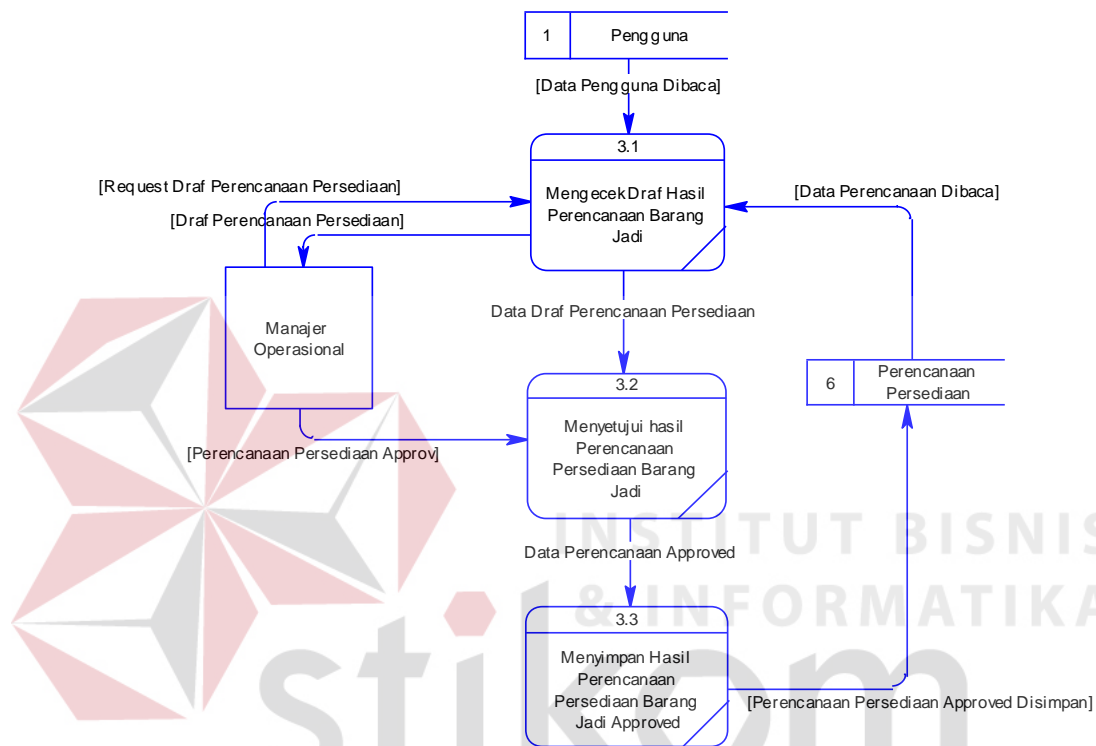 1
Pengguna
[Data Pengguna Dibaca]
3.1
Mengecek Draf Hasil
Perencanaan Barang
Jadi
[Request Draf Perencanaan Persediaan]
[Draf Perencanaan Persediaan]
[Data Perencanaan Dibaca]
Manajer
Operasional
Data Draf Perencanaan Persediaan
6
Perencanaan
Persediaan
3.2
Menyetujui hasil
Perencanaan
Persediaan Barang
Jadi
[Perencanaan Persediaan Approv]
INSTITUT BISNIS
& INFORMATIKA
Data Perencanaan Approved
3.3
Menyimpan Hasil
Perencanaan
Persediaan Barang
Jadi Approved
[Perencanaan Persediaan Approved Disimpan]
stikom